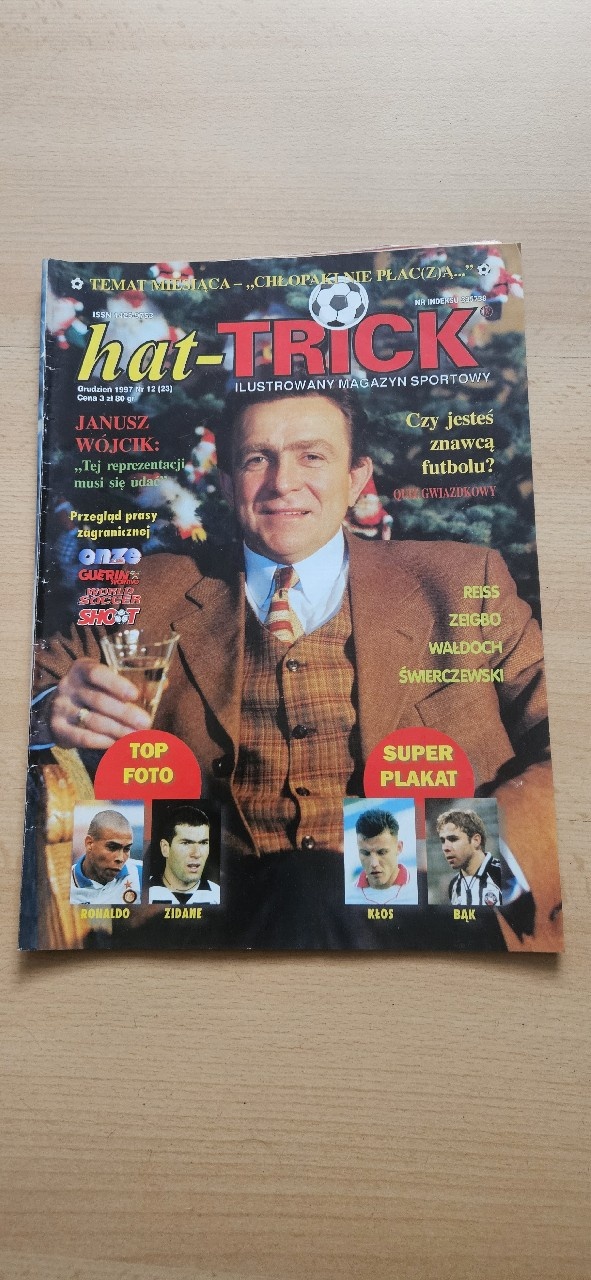 TEMAT MIESIĄCA – „CHŁOPAKI NIE PŁAC(Z)Ą...”
ISSN
NR INDEKSU
hat-TRICK
ILUSTROWANY MAGAZYN SPORTOWY
Grudzień 1997 Nr 12 (23)
Cena 3 zł 80 gr.
JANUSZ
WÓJCIK:
„Tej reprezentacji
musi się udać”
Czy jesteś
znawcą
futbolu?
QUIZ GWIAZDKOWY
Przegląd prasy
zagranicznej
onze
GUERIN
SPORTIVO
WORLD
SOCCER
SHOOT
REISS
ZEIGBO
WAŁDOCH
ŚWIERCZEWSKI
TOP
FOTO
SUPER
PLAKAT
RONALDO
ZIDANE
KŁOS
BĄK